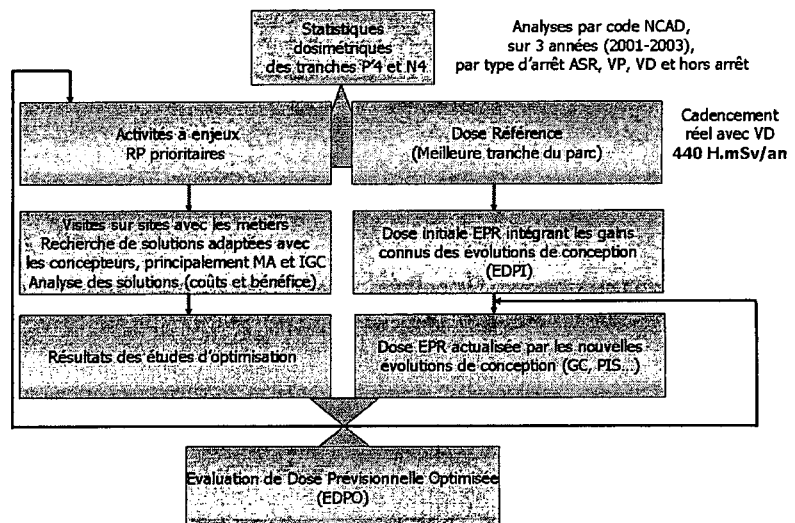 Statistiques
dosimétriques
des tranches P'4 et N4
Analyses par code NCAD,
sur 3 années (2001-2003),
par type d'arrêt ASR, VP, VD et hors arrêt
Activités à enjeux
RP prioritaires
Dose Référence
(Meilleure tranche du parc)
Cadencement
réel avec VD
440 H.mSv/an
Visites sur sites avec les métiers
Recherche de solutions adaptées avec
les concepteurs, principalement MA et IGC
Analyse des solutions (coûts et bénéfice)
Dose initiale EPR intégrant les gains
connus des évolutions de conception
(EDPI)
Résultats des études d'optimisation
Dose EPR actualisée par les nouvelles
evolutions de conception (GC, PIS...)
Evaluation de Dose Prévisionnelle Optimisée
(EDPO)